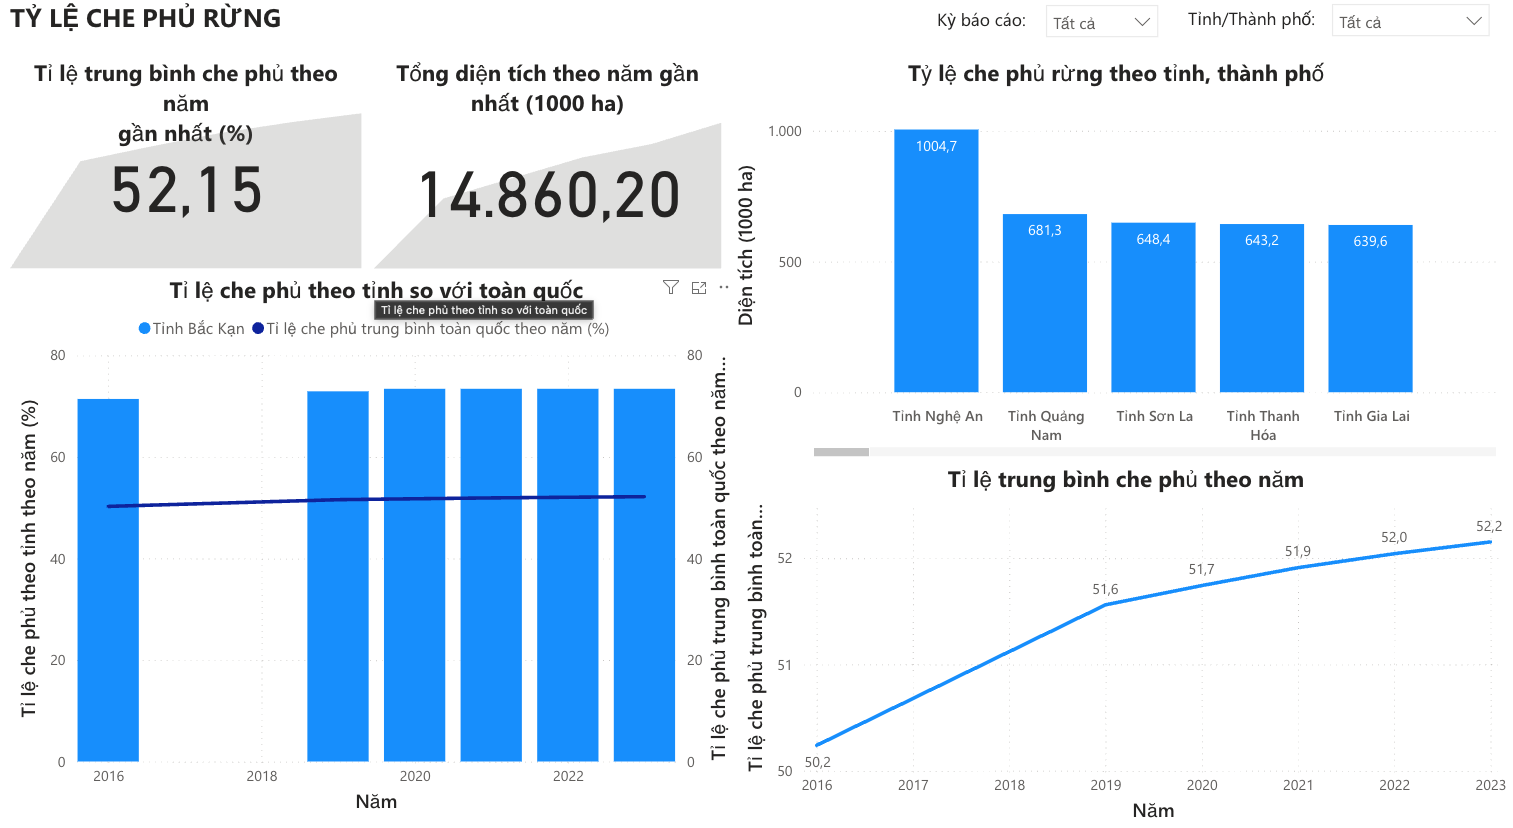 TỶ LỆ CHE PHỦ RỪNG
Kỳ báo cáo:
Tất cả
Tỉnh/Thành phố:
Tất cả
Tỉ lệ trung bình che phủ theo
năm
gần nhất (%)
52,15
Tổng diện tích theo năm gần
nhất (1000 ha)
14.860,20
Tỉ lệ che phủ theo tỉnh so với toàn quốc
Tỉ lệ che phủ theo tỉnh so với toàn quốc
Tỉnh Bắc Kạn
Tỉ lệ che phủ trung bình toàn quốc theo năm (%)
Tỉ lệ che phủ theo tỉnh theo năm (%)
80
60
40
20
0
80
60
40
20
0
Tỉ lệ che phủ trung bình toàn quốc theo năm...
2016
2018
2020
2022
Năm
Tỷ lệ che phủ rừng theo tỉnh, thành phố
Diện tích (1000 ha)
1.000
500
0
1004,7
681,3
648,4
643,2
639,6
Tỉnh Nghệ An
Tỉnh Quảng
Nam
Tỉnh Sơn La
Tỉnh Thanh
Hóa
Tỉnh Gia Lai
Tỉ lệ trung bình che phủ theo năm
Tỉ lệ che phủ trung bình toàn...
52
51
50
50,2
51,6
51,7
51,9
52,0
52,2
2016
2017
2018
2019
2020
2021
2022
2023
Năm